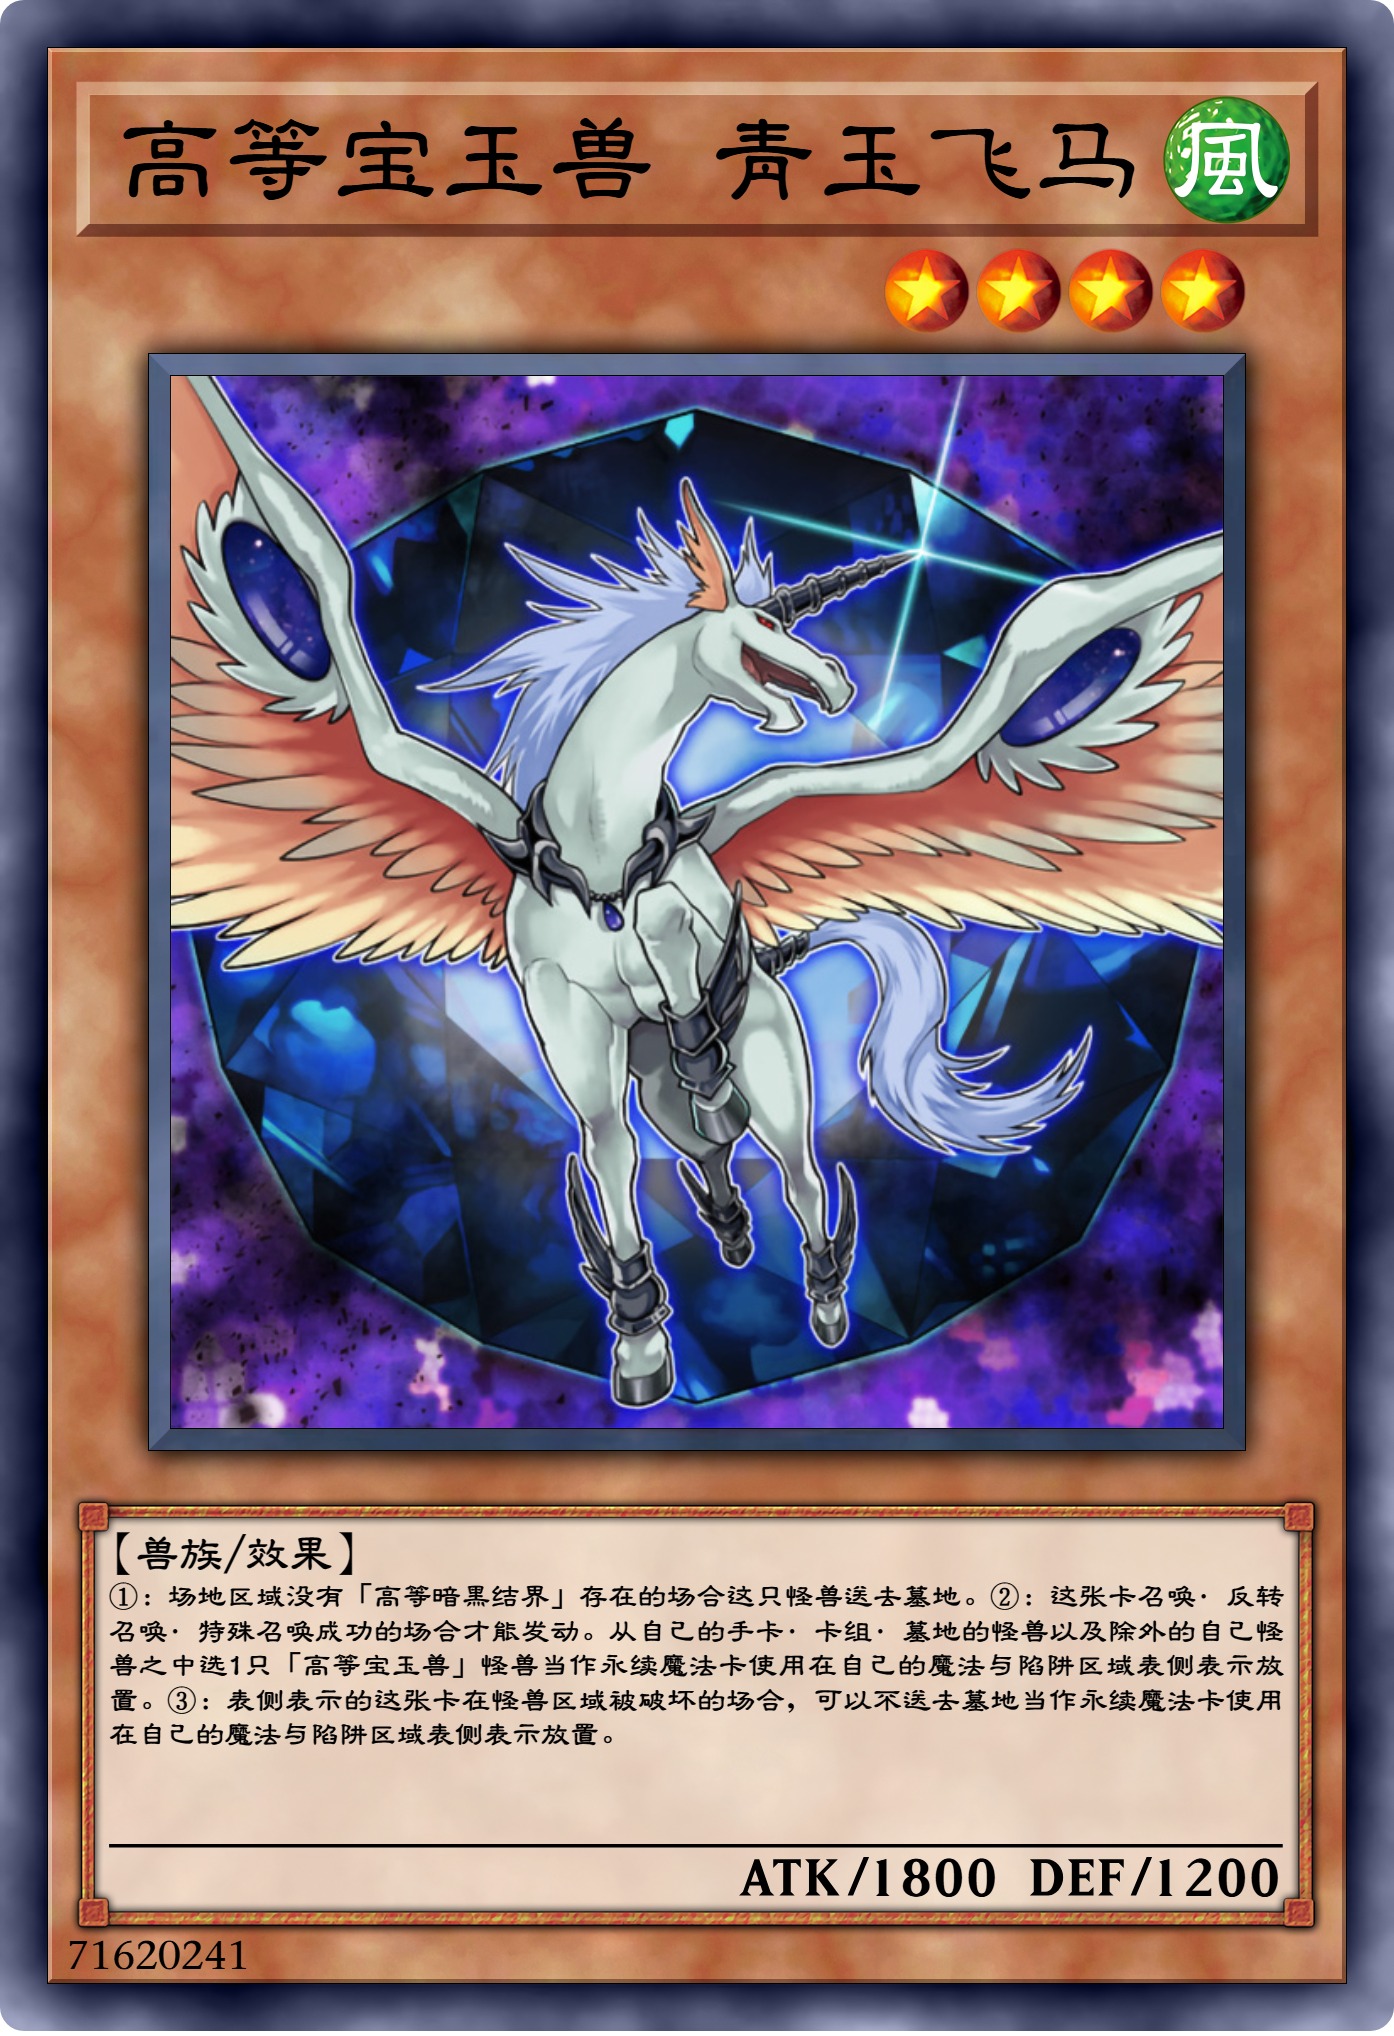 高等宝玉兽 青玉飞马 風
【兽族/效果】
①：场地区域没有「高等暗黑结界」存在的场合这只怪兽送去墓地。②：这张卡召唤·反转
召唤·特殊召唤成功的场合才能发动。从自己的手卡·卡组·墓地的怪兽以及除外的自己怪
兽之中选1只「高等宝玉兽」怪兽当作永续魔法卡使用在自己的魔法与陷阱区域表侧表示放
置。③：表侧表示的这张卡在怪兽区域被破坏的场合，可以不送去墓地当作永续魔法卡使用
在自己的魔法与陷阱区域表侧表示放置。
ATK/1800 DEF/1200
71620241